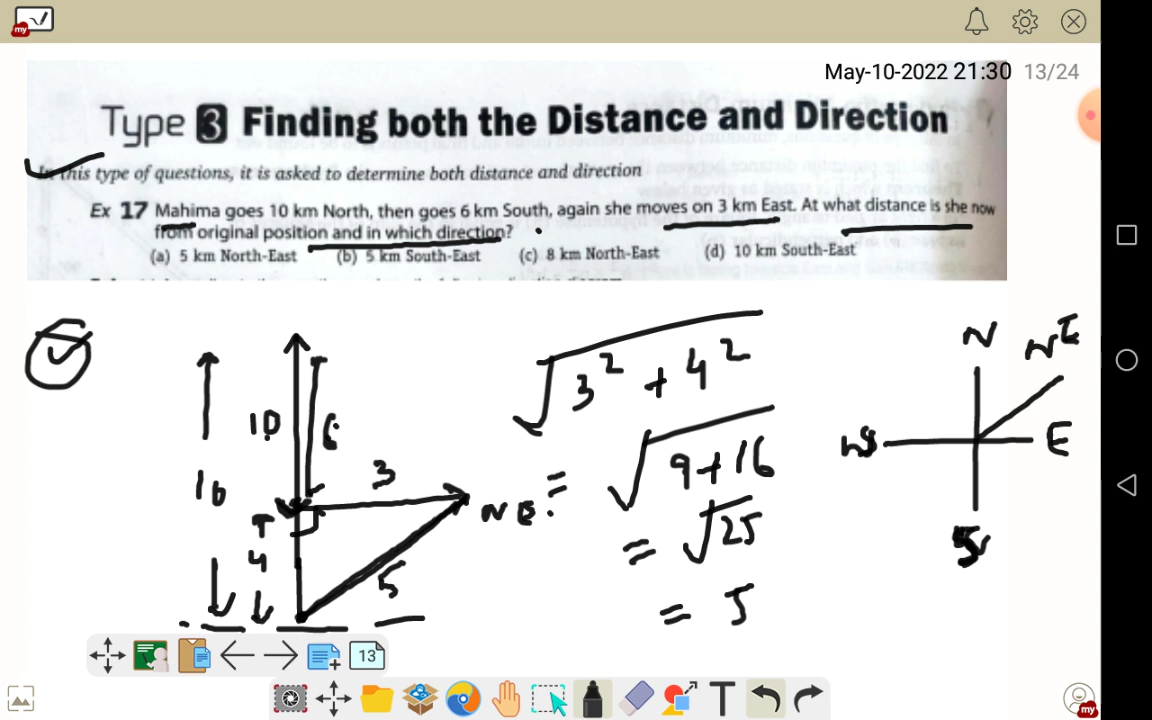 my
May-10-2022 21:30 13/24
Type 3 Finding both the Distance and Direction
In this type of questions, it is asked to determine both distance and direction
Ex 17 Mahima goes 10 km North, then goes 6 km South, again she moves on 3 km East. At what distance is she now
from original position and in which direction?
(a) 5 km North-East (b) 5 km South-East (c) 8 km North-East (d) 10 km South-East
√3² + 4²
N NE
10 6
E
3
= √9+16
10
NE
T
= √25
4
5
= 5
13
T
my